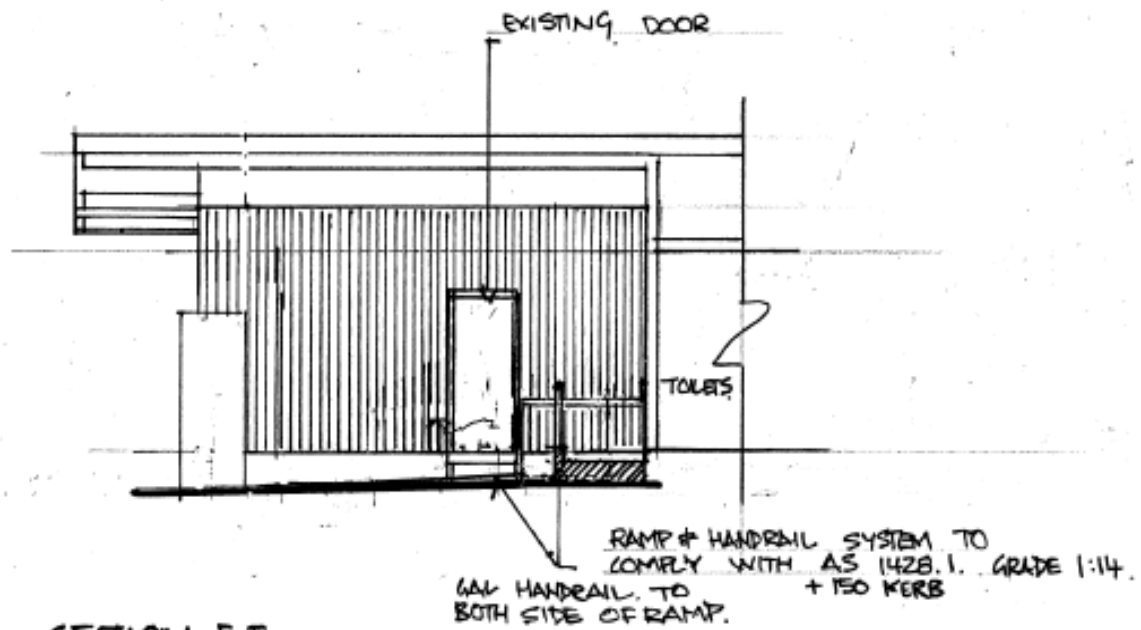 EXISTING DOOR
TOILETS
RAMP & HANDRAIL SYSTEM TO
COMPLY WITH AS 1428.1. GRADE 1:14.
+ 150 KERB
GAL HANDRAIL TO
BOTH SIDE OF RAMP.